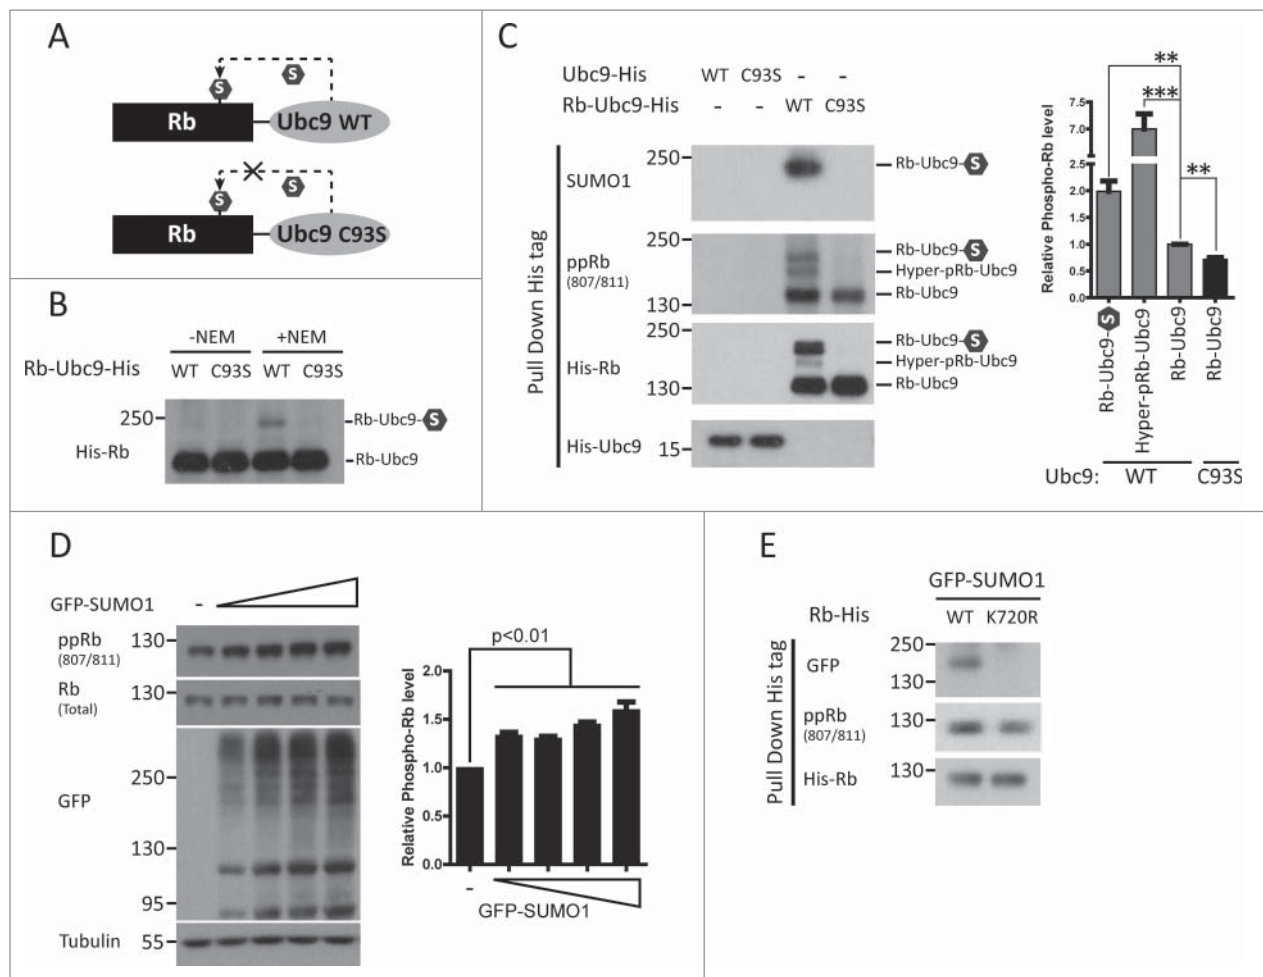 A
S
S
Rb
Ubc9 WT
S
S
Rb
Ubc9 C93S
B
-NEM +NEM
Rb-Ubc9-His WT C93S WT C93S
250
Rb-Ubc9-S
His-Rb
Rb-Ubc9
C
Ubc9-His WT C93S - -
Rb-Ubc9-His - - WT C93S
Pull Down His tag
250
SUMO1
Rb-Ubc9-S
250
ppRb
(807/811)
130
Rb-Ubc9-S
Hyper-pRb-Ubc9
Rb-Ubc9
250
His-Rb
130
Rb-Ubc9-S
Hyper-pRb-Ubc9
Rb-Ubc9
His-Ubc9
15
Relative Phospho-Rb level
**
***
**
7.5
7.0
2.5
2.0
1.5
1.0
0.5
0.0
Rb-Ubc9-S
Hyper-pRb-Ubc9
Rb-Ubc9
Rb-Ubc9
Ubc9: WT C93S
D
GFP-SUMO1 -
ppRb
(807/811)
130
Rb
(Total)
130
GFP
250
130
95
Tubulin 55
p<0.01
Relative Phospho-Rb level
2.0
1.5
1.0
0.5
0.0
-
GFP-SUMO1
E
GFP-SUMO1
Rb-His WT K720R
Pull Down His tag
250
GFP
130
ppRb
(807/811)
130
130
His-Rb